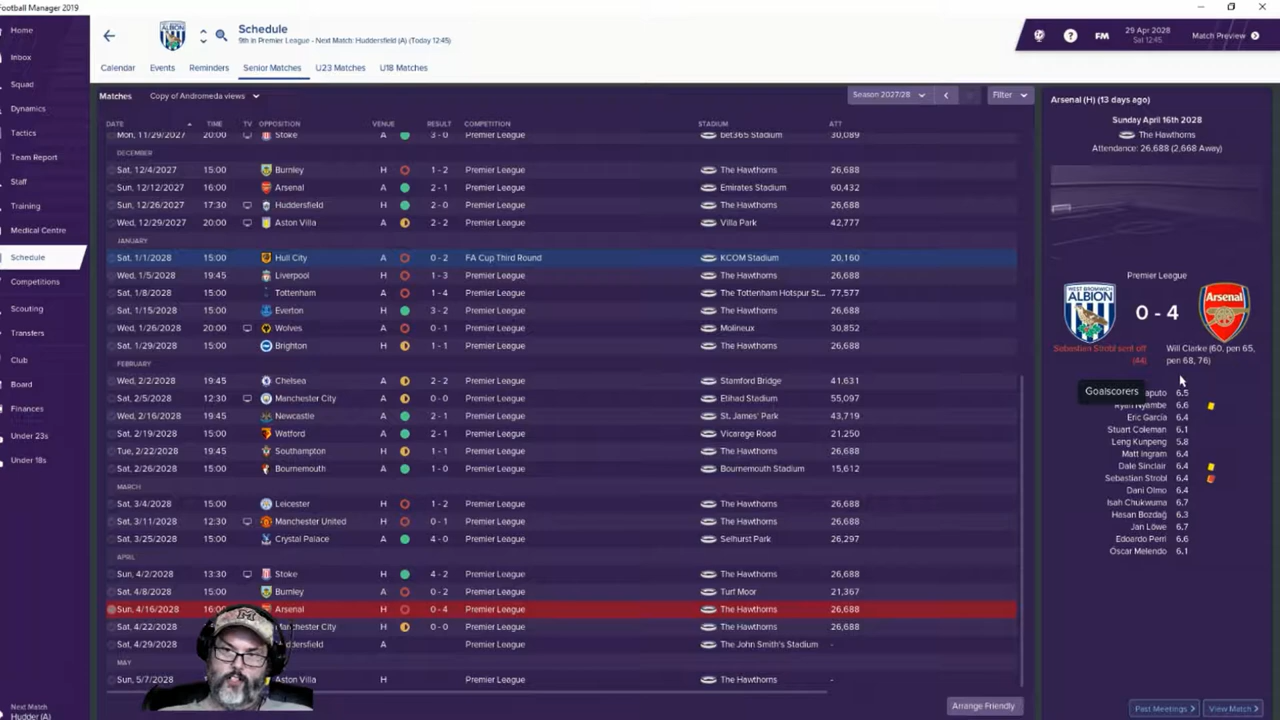 Football Manager 2019
Schedule
9th in Premier League - Next Match: Huddersfield (A) (Today 12:45)
29 Apr 2028
Sat 12:45
FM
Match Preview
Home
Inbox
Squad
Dynamics
Tactics
Team Report
Staff
Training
Medical Centre
Schedule
Competitions
Scouting
Transfers
Club
Board
Finances
Under 23s
Under 18s
Next Match
Hudder (A)
Calendar Events Reminders Senior Matches U23 Matches U18 Matches
Matches Copy of Andromeda views Season 2027/28 Filter
DATE TIME TV OPPOSITION VENUE RESULT COMPETITION STADIUM ATT
Mon, 11/29/2027 20:00 Stoke A 3 - 0 Premier League bet365 Stadium 30,089
DECEMBER
Sat, 12/4/2027 15:00 Burnley H 1 - 2 Premier League The Hawthorns 26,688
Sun, 12/12/2027 16:00 Arsenal A 2 - 1 Premier League Emirates Stadium 60,432
Sun, 12/26/2027 17:30 Huddersfield H 2 - 0 Premier League The Hawthorns 26,688
Wed, 12/29/2027 20:00 Aston Villa A 2 - 2 Premier League Villa Park 42,777
JANUARY
Sat, 1/1/2028 15:00 Hull City A 0 - 2 FA Cup Third Round KCOM Stadium 20,160
Wed, 1/5/2028 19:45 Liverpool H 1 - 3 Premier League The Hawthorns 26,688
Sat, 1/8/2028 15:00 Tottenham A 1 - 4 Premier League The Tottenham Hotspur St... 77,577
Sat, 1/15/2028 15:00 Everton H 3 - 2 Premier League The Hawthorns 26,688
Wed, 1/26/2028 20:00 Wolves A 0 - 1 Premier League Molineux 30,852
Sat, 1/29/2028 15:00 Brighton H 1 - 1 Premier League The Hawthorns 26,688
FEBRUARY
Wed, 2/2/2028 19:45 Chelsea A 2 - 2 Premier League Stamford Bridge 41,631
Sat, 2/5/2028 12:30 Manchester City A 0 - 0 Premier League Etihad Stadium 55,097
Wed, 2/16/2028 19:45 Newcastle A 2 - 1 Premier League St. James' Park 43,719
Sat, 2/19/2028 15:00 Watford A 2 - 1 Premier League Vicarage Road 21,250
Tue, 2/22/2028 19:45 Southampton H 1 - 1 Premier League The Hawthorns 26,688
Sat, 2/26/2028 15:00 Bournemouth A 1 - 0 Premier League Bournemouth Stadium 15,612
MARCH
Sat, 3/4/2028 15:00 Leicester H 1 - 2 Premier League The Hawthorns 26,688
Sat, 3/11/2028 12:30 Manchester United H 0 - 1 Premier League The Hawthorns 26,688
Sat, 3/25/2028 15:00 Crystal Palace A 4 - 0 Premier League Selhurst Park 26,297
APRIL
Sun, 4/2/2028 13:30 Stoke H 4 - 2 Premier League The Hawthorns 26,688
Sat, 4/8/2028 15:00 Burnley A 0 - 2 Premier League Turf Moor 21,367
Sun, 4/16/2028 Arsenal H 0 - 4 Premier League The Hawthorns 26,688
Sat, 4/22/2028 City H 0 - 0 Premier League The Hawthorns 26,688
Sat, 4/29/2028 A Premier League The John Smith's Stadium -
MAY
Sun, 5/7/2028 Aston Villa H Premier League The Hawthorns -
Arrange Friendly
Arsenal (H) (13 days ago)
Sunday April 16th 2028
The Hawthorns
Attendance: 26,688 (2,668 Away)
Premier League
WEST BROMWICH
ALBION
0 - 4
Arsenal
Sebastian Strobl sent off
(44)
Will Clarke (60, pen 65,
pen 68, 76)
Goalscorers
6.5
Ryan Nyambe 6.6
Eric García 6.4
Stuart Coleman 6.1
Leng Kunpeng 5.8
Matt Ingram 6.4
Dale Sinclair 6.4
Sebastian Strobl 6.4
Dani Olmo 6.4
Isah Chukwuma 6.7
Hasan Bozdağ 6.3
Jan Löwe 6.7
Edoardo Perri 6.6
Óscar Melendo 6.1
Past Meetings
View Match